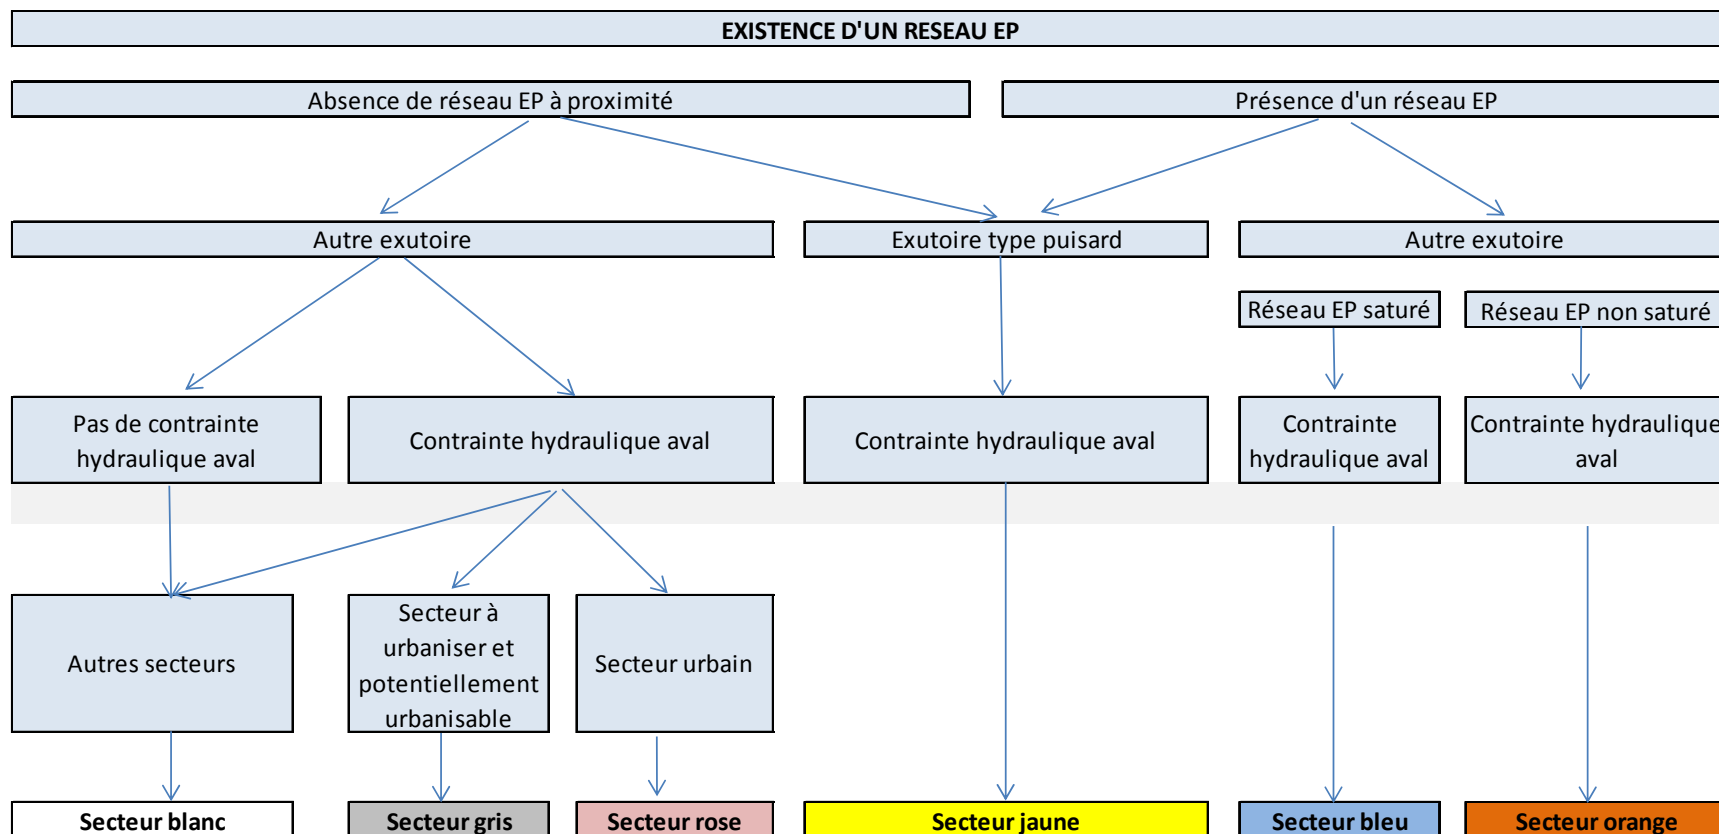 EXISTENCE D'UN RESEAU EP
Absence de réseau EP à proximité
Présence d'un réseau EP
Autre exutoire
Exutoire type puisard
Autre exutoire
Réseau EP saturé
Réseau EP non saturé
Pas de contrainte
hydraulique aval
Contrainte hydraulique aval
Contrainte hydraulique aval
Contrainte
hydraulique aval
Contrainte hydraulique
aval
Autres secteurs
Secteur à
urbaniser et
potentiellement
urbanisable
Secteur urbain
Secteur blanc
Secteur gris
Secteur rose
Secteur jaune
Secteur bleu
Secteur orange